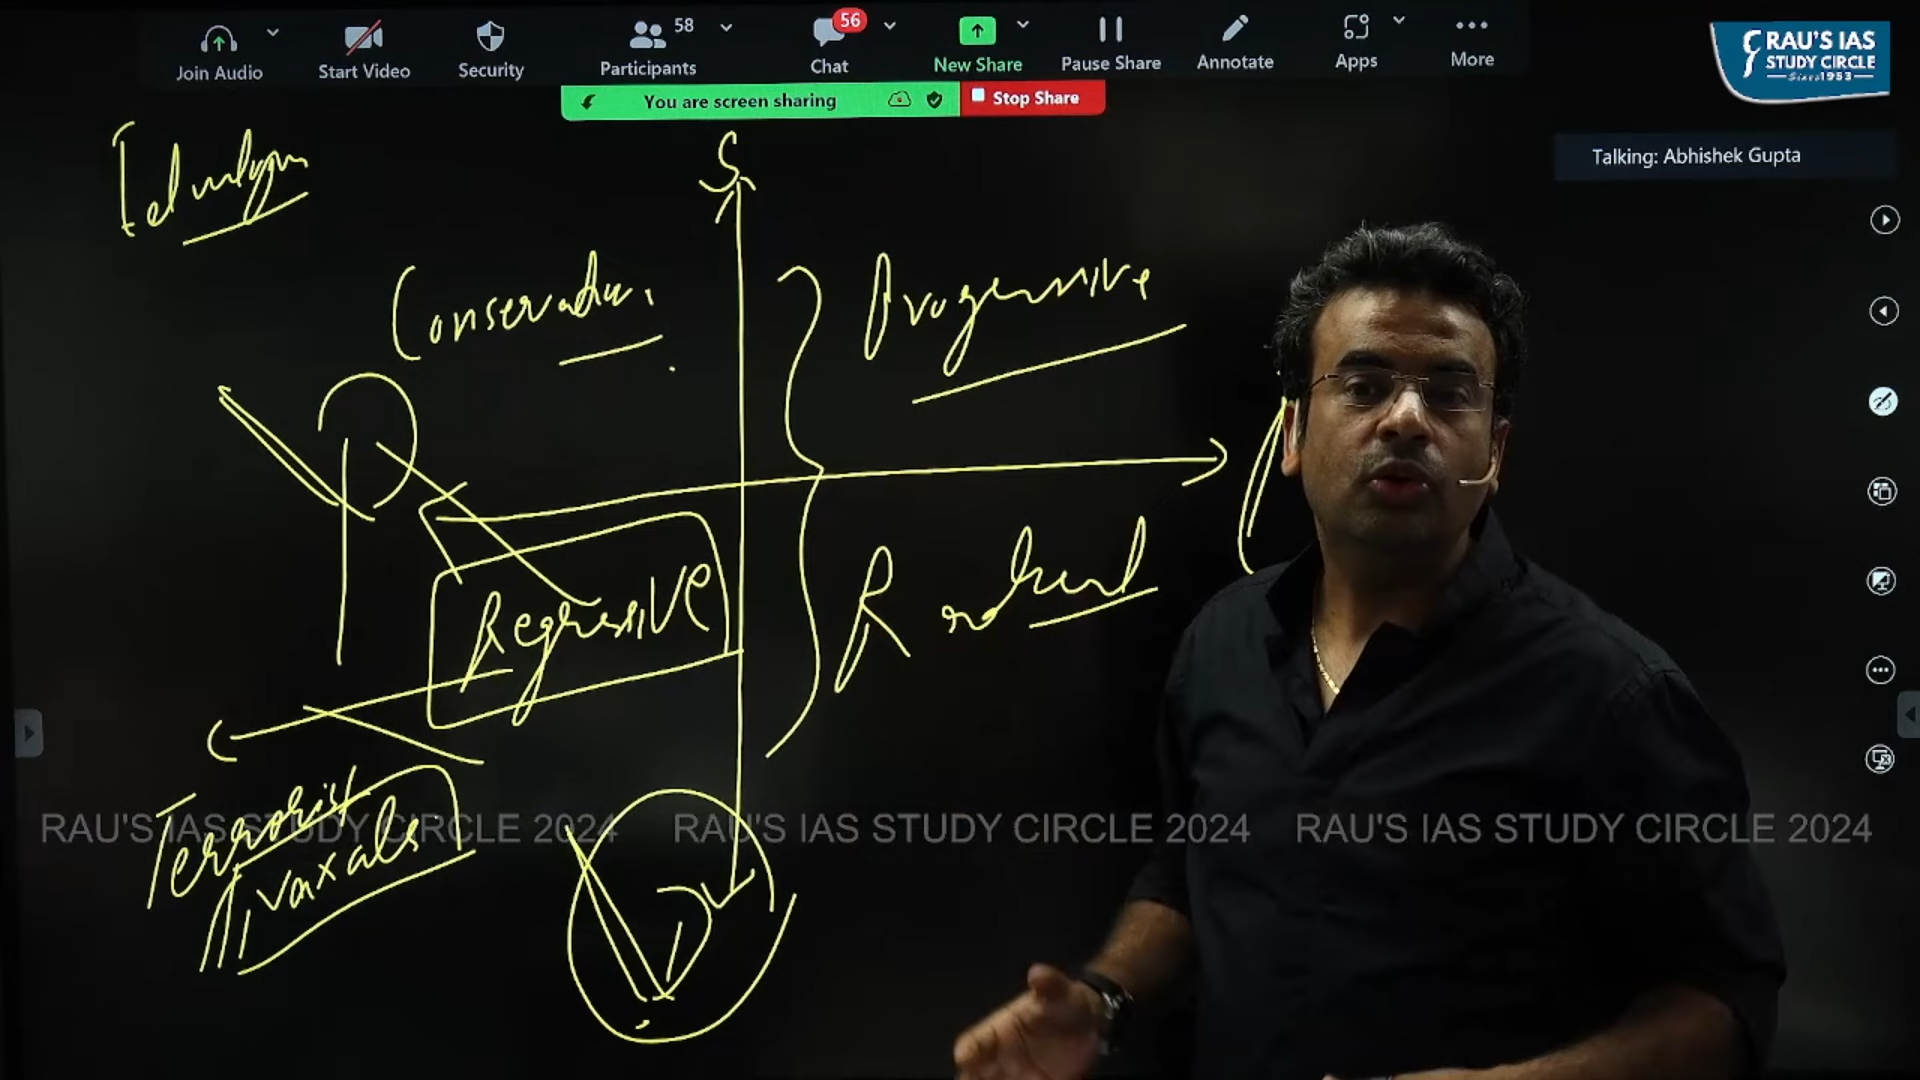 58
56
Join Audio
Start Video
Security
Participants
Chat
New Share
Pause Share
Annotate
Apps
More
RAU'S IAS
STUDY CIRCLE
Since 1953
You are screen sharing
Stop Share
Talking: Abhishek Gupta
S
Progressive
Regressive
Radical
Terrorist
Naxals
RAU'S IAS STUDY CIRCLE 2024 RAU'S IAS STUDY CIRCLE 2024 RAU'S IAS STUDY CIRCLE 2024